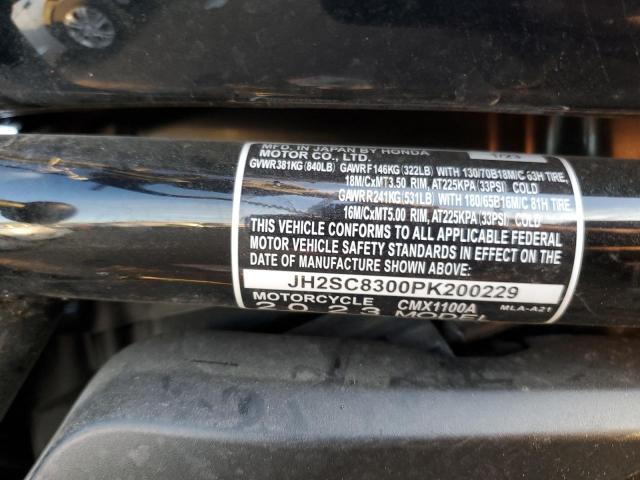 MFD. IN JAPAN BY HONDA 1/23
MOTOR CO., LTD.
GVWR381KG (840LB) GAWR F146KG (322LB) WITH 130/70B18M/C 63H TIRE,
18M/CxMT3.50 RIM, AT225KPA (33PSI) COLD
GAWR R241KG (531LB) WITH 180/65B16M/C 81H TIRE,
16M/CxMT5.00 RIM, AT225KPA (33PSI) COLD
THIS VEHICLE CONFORMS TO ALL APPLICABLE FEDERAL
MOTOR VEHICLE SAFETY STANDARDS IN EFFECT ON THE
DATE OF MANUFACTURE SHOWN ABOVE:
JH2SC8300PK200229
MOTORCYCLE CMX1100A MLA-A21
2023 MODEL